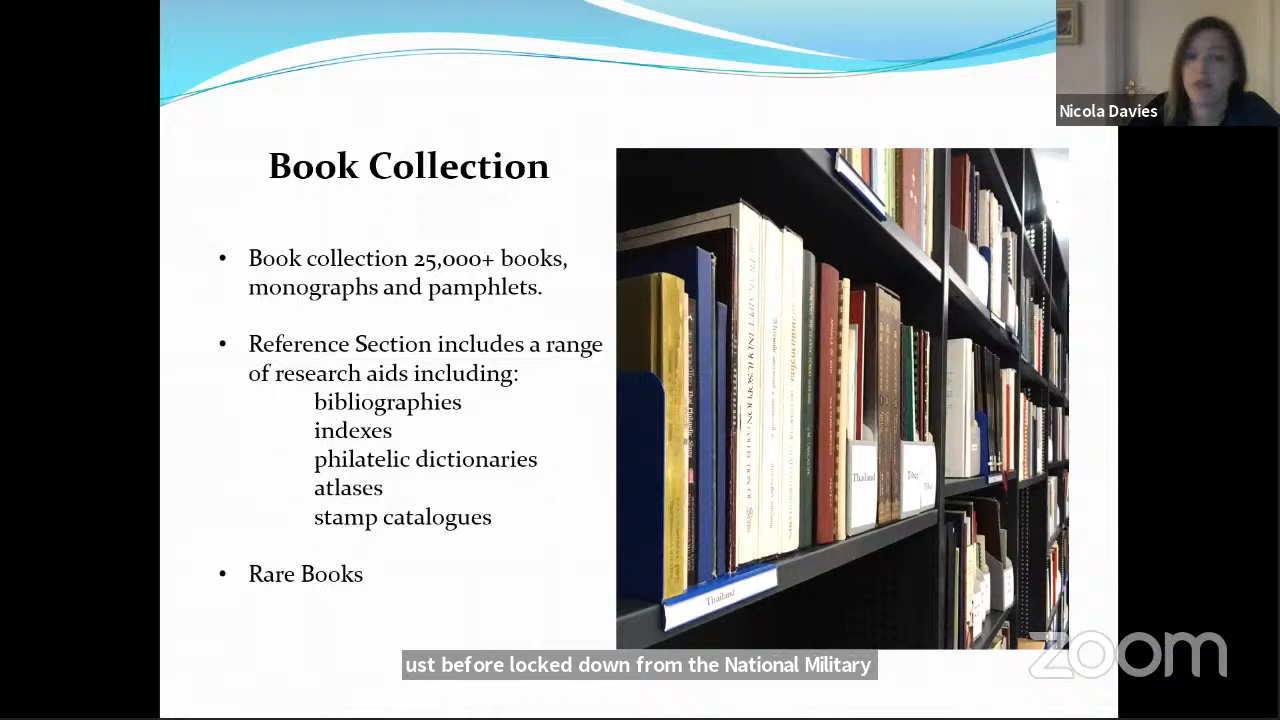 Nicola Davies
Book Collection
• Book collection 25,000+ books,
monographs and pamphlets.
• Reference Section includes a range
of research aids including:
bibliographies
indexes
philatelic dictionaries
atlases
stamp catalogues
• Rare Books
Thailand
Tibet
Thailand
ust before locked down from the National Military
zoom